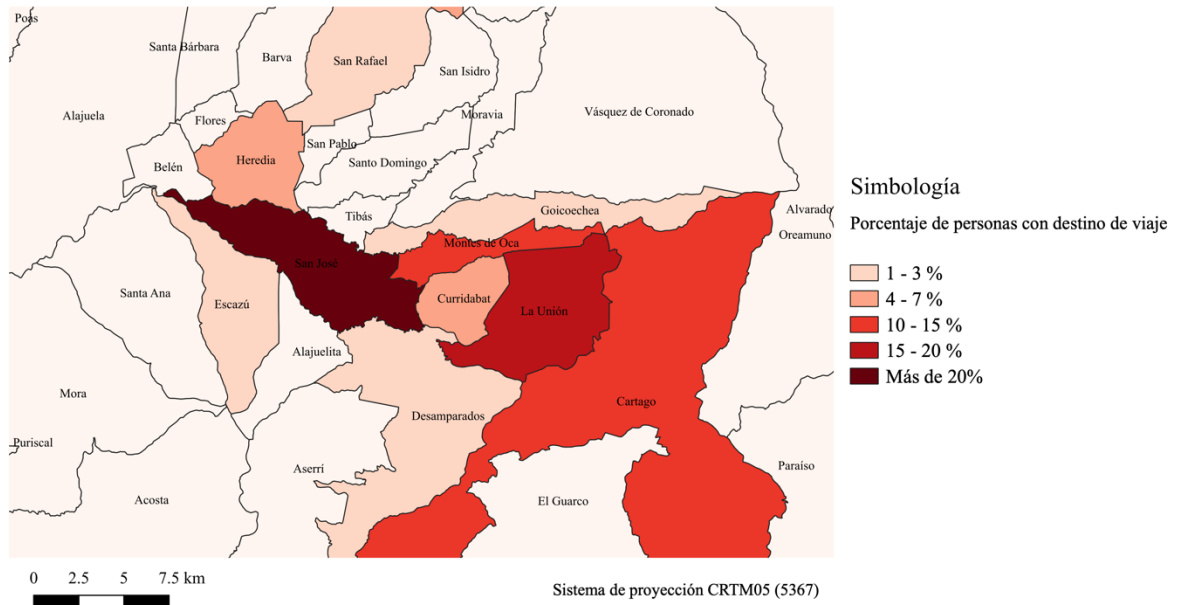 Poás
Santa Bárbara
Barva
San Rafael
San Isidro
Alajuela
Flores
Moravia
Vásquez de Coronado
San Pablo
Heredia
Santo Domingo
Belén
Tibás
Goicoechea
Alvarado
Oreamuno
Montes de Oca
San José
Santa Ana
Escazú
Curridabat
La Unión
Alajuelita
Mora
Desamparados
Cartago
Puriscal
Aserrí
Paraíso
Acosta
El Guarco
Simbología
Porcentaje de personas con destino de viaje
1 - 3 %
4 - 7 %
10 - 15 %
15 - 20 %
Más de 20%
0 2.5 5 7.5 km
Sistema de proyección CRTM05 (5367)